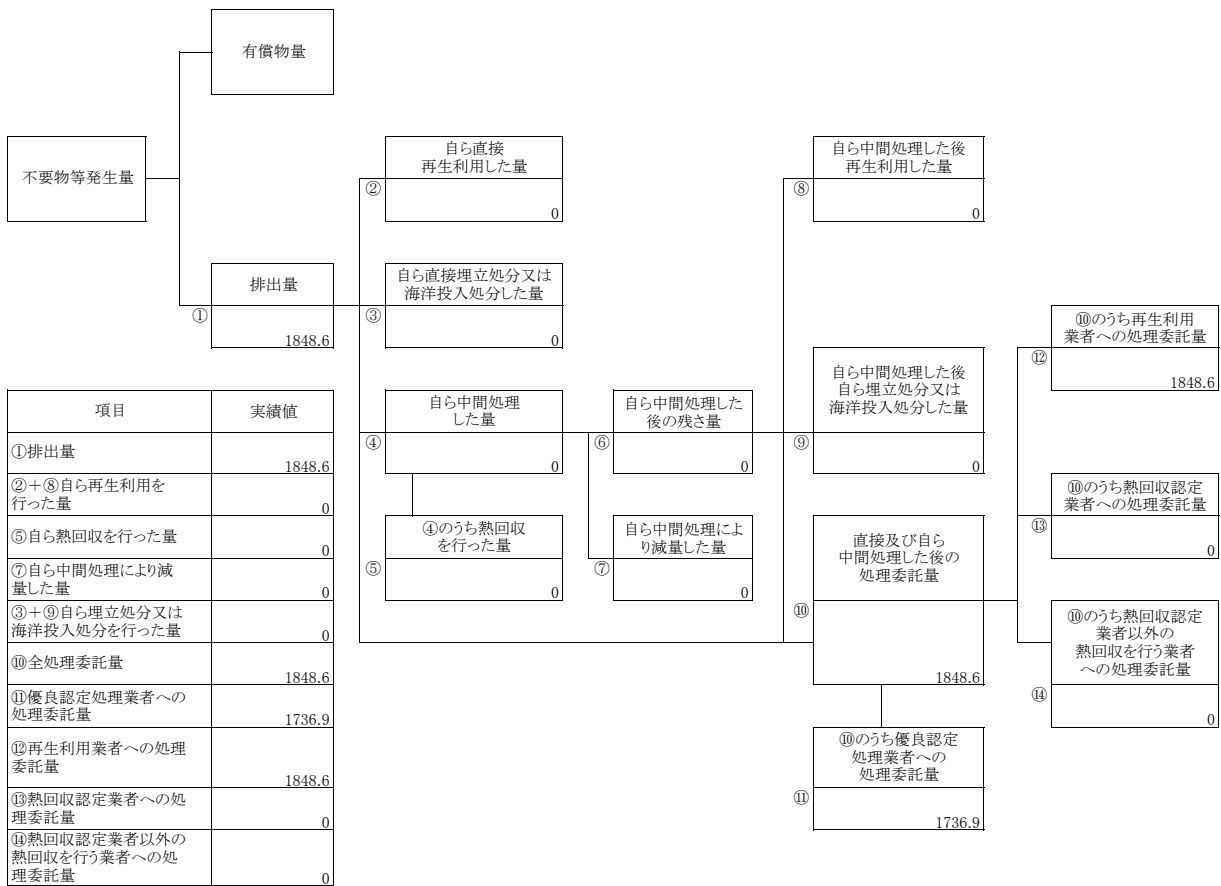 有償物量
不要物等発生量
自ら直接
再生利用した量
②
0
自ら中間処理した後
再生利用した量
⑧
0
排出量
①
1848.6
自ら直接埋立処分又は
海洋投入処分した量
③
0
⑩のうち再生利用
業者への処理委託量
⑫
1848.6
自ら中間処理
した量
④
0
自ら中間処理した
後の残さ量
⑥
0
自ら中間処理した後
自ら埋立処分又は
海洋投入処分した量
⑨
0
⑩のうち熱回収認定
業者への処理委託量
⑬
0
④のうち熱回収
を行った量
⑤
0
自ら中間処理によ
り減量した量
⑦
0
直接及び自ら
中間処理した後の
処理委託量
⑩
1848.6
⑩のうち熱回収認定
業者以外の
熱回収を行う業者
への処理委託量
⑭
0
⑩のうち優良認定
処理業者への
処理委託量
⑪
1736.9
項目 実績値
①排出量
1848.6
②＋⑧自ら再生利用を
行った量
0
⑤自ら熱回収を行った量
0
⑦自ら中間処理により減
量した量
0
③＋⑨自ら埋立処分又は
海洋投入処分を行った量
0
⑩全処理委託量
1848.6
⑪優良認定処理業者への
処理委託量
1736.9
⑫再生利用業者への処理
委託量
1848.6
⑬熱回収認定業者への処
理委託量
0
⑭熱回収認定業者以外の
熱回収を行う業者への処
理委託量
0